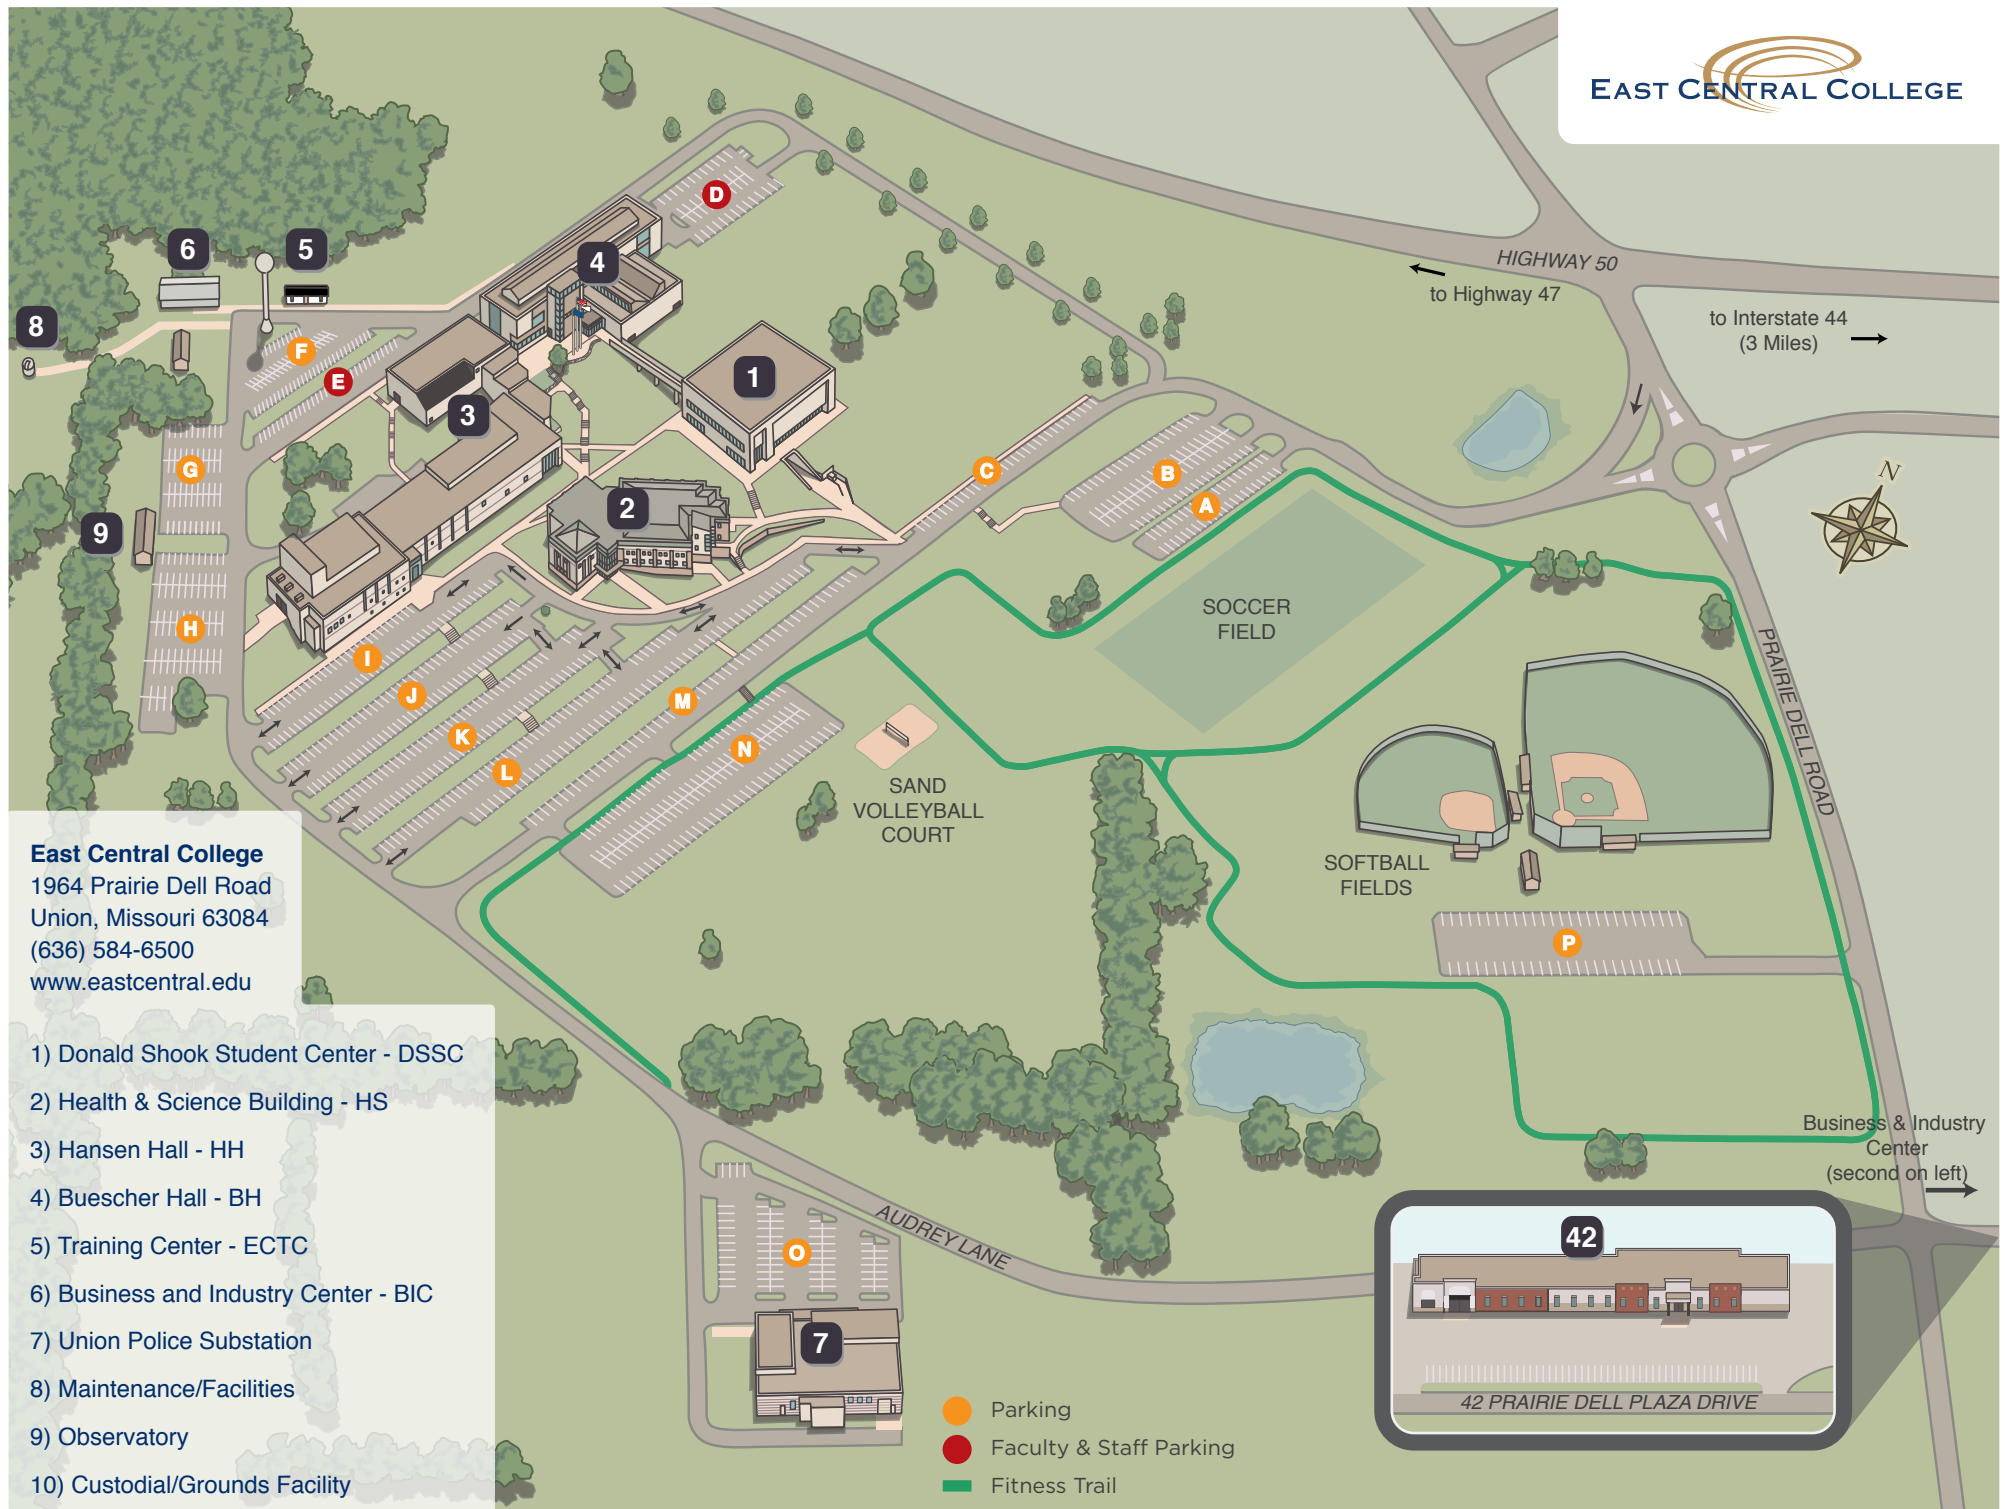 EAST CENTRAL COLLEGE
D
6
5
4
HIGHWAY 50
to Highway 47
to Interstate 44
(3 Miles)
8
F
E
1
3
N
G
C
B
A
2
9
SOCCER
FIELD
H
I
J
K
L
M
N
PRAIRIE DELL ROAD
SAND
VOLLEYBALL
COURT
SOFTBALL
FIELDS
P
East Central College
1964 Prairie Dell Road
Union, Missouri 63084
(636) 584-6500
www.eastcentral.edu
1) Donald Shook Student Center - DSSC
2) Health & Science Building - HS
3) Hansen Hall - HH
4) Buescher Hall - BH
5) Training Center - ECTC
6) Business and Industry Center - BIC
7) Union Police Substation
8) Maintenance/Facilities
9) Observatory
10) Custodial/Grounds Facility
Business & Industry
Center
(second on left)
AUDREY LANE
O
7
42
42 PRAIRIE DELL PLAZA DRIVE
Parking
Faculty & Staff Parking
Fitness Trail